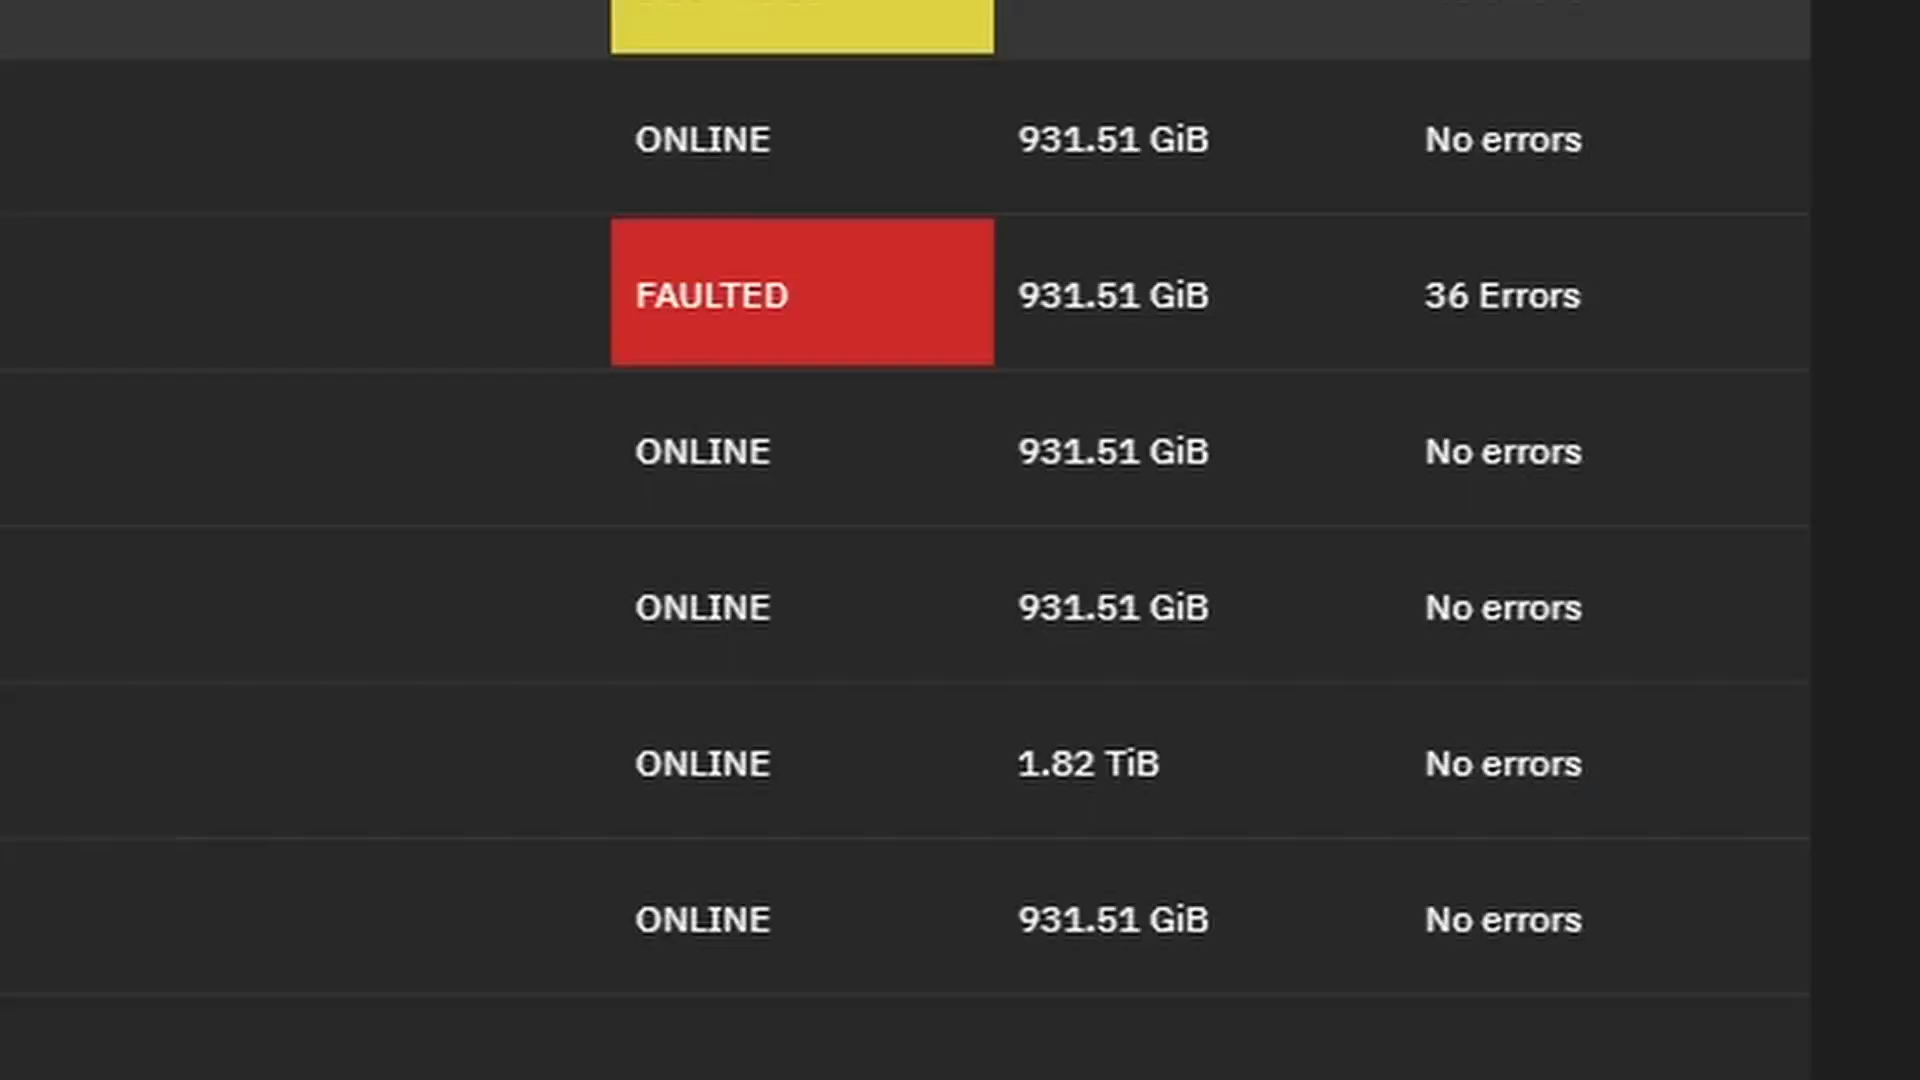 ONLINE 931.51 GiB No errors
FAULTED 931.51 GiB 36 Errors
ONLINE 931.51 GiB No errors
ONLINE 931.51 GiB No errors
ONLINE 1.82 TiB No errors
ONLINE 931.51 GiB No errors